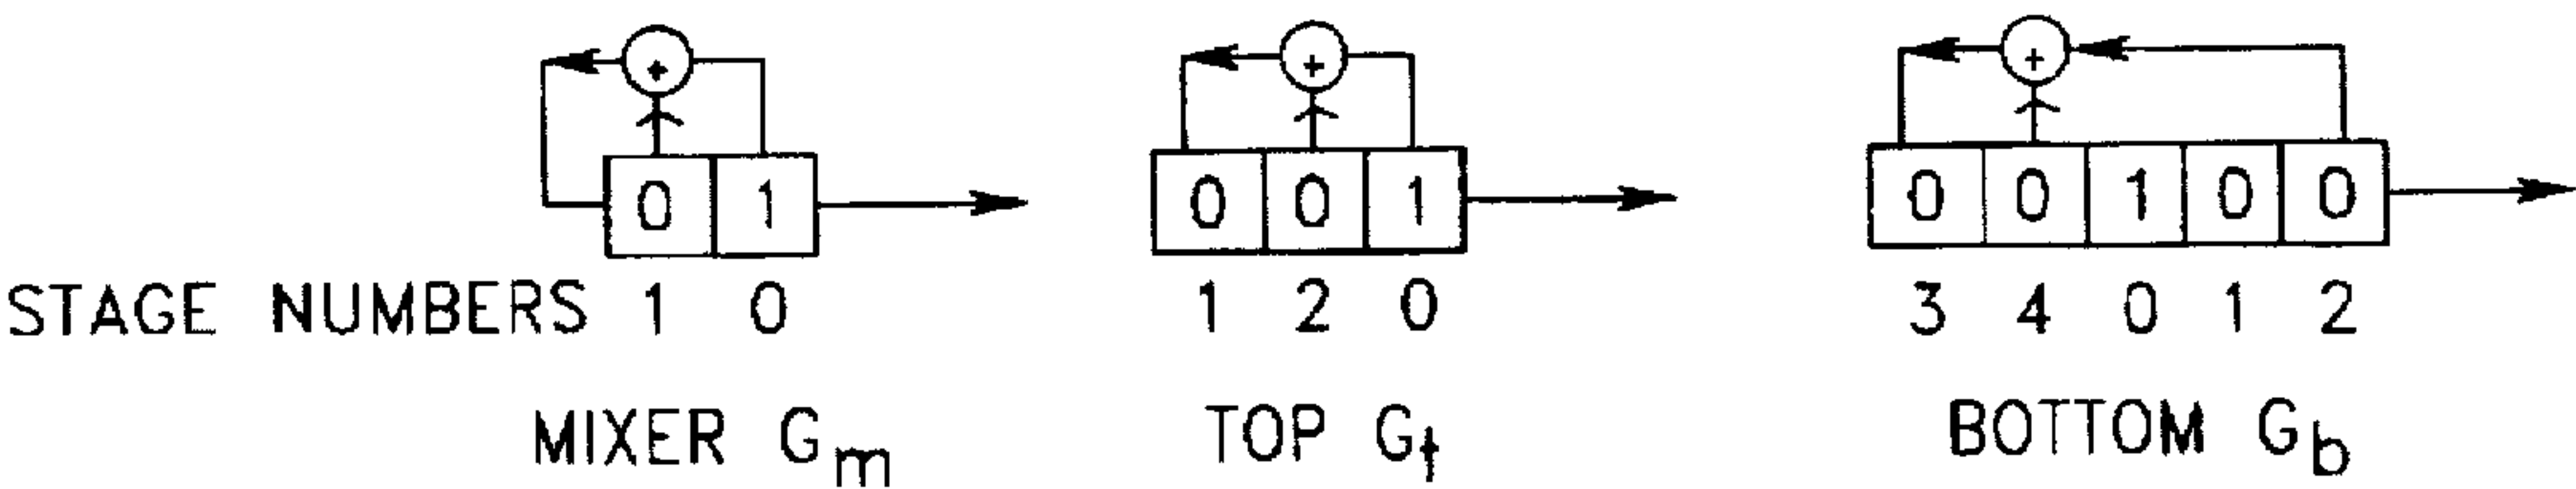 + + +
0 1 0 0 1 0 0 1 0 0
STAGE NUMBERS 1 0 1 2 0 3 4 0 1 2
MIXER Gm TOP Gt BOTTOM Gb